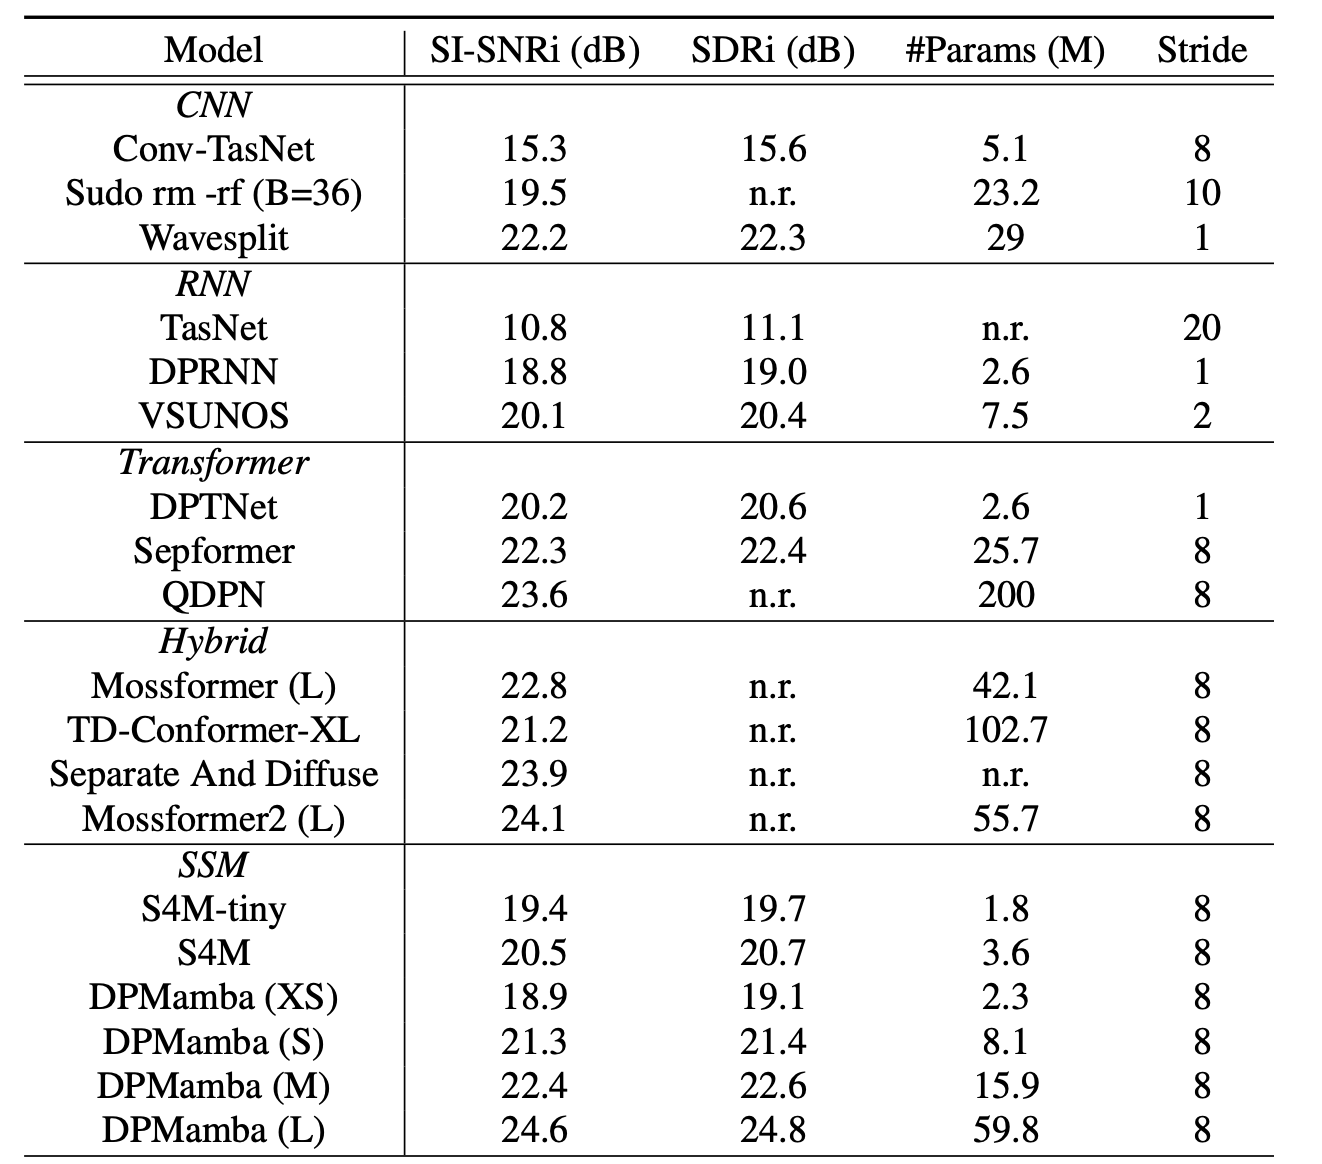 Model SI-SNRi (dB) SDRi (dB) #Params (M) Stride
CNN
Conv-TasNet 15.3 15.6 5.1 8
Sudo rm -rf (B=36) 19.5 n.r. 23.2 10
Wavesplit 22.2 22.3 29 1
RNN
TasNet 10.8 11.1 n.r. 20
DPRNN 18.8 19.0 2.6 1
VSUNOS 20.1 20.4 7.5 2
Transformer
DPTNet 20.2 20.6 2.6 1
Sepformer 22.3 22.4 25.7 8
QDPN 23.6 n.r. 200 8
Hybrid
Mossformer (L) 22.8 n.r. 42.1 8
TD-Conformer-XL 21.2 n.r. 102.7 8
Separate And Diffuse 23.9 n.r. n.r. 8
Mossformer2 (L) 24.1 n.r. 55.7 8
SSM
S4M-tiny 19.4 19.7 1.8 8
S4M 20.5 20.7 3.6 8
DPMamba (XS) 18.9 19.1 2.3 8
DPMamba (S) 21.3 21.4 8.1 8
DPMamba (M) 22.4 22.6 15.9 8
DPMamba (L) 24.6 24.8 59.8 8